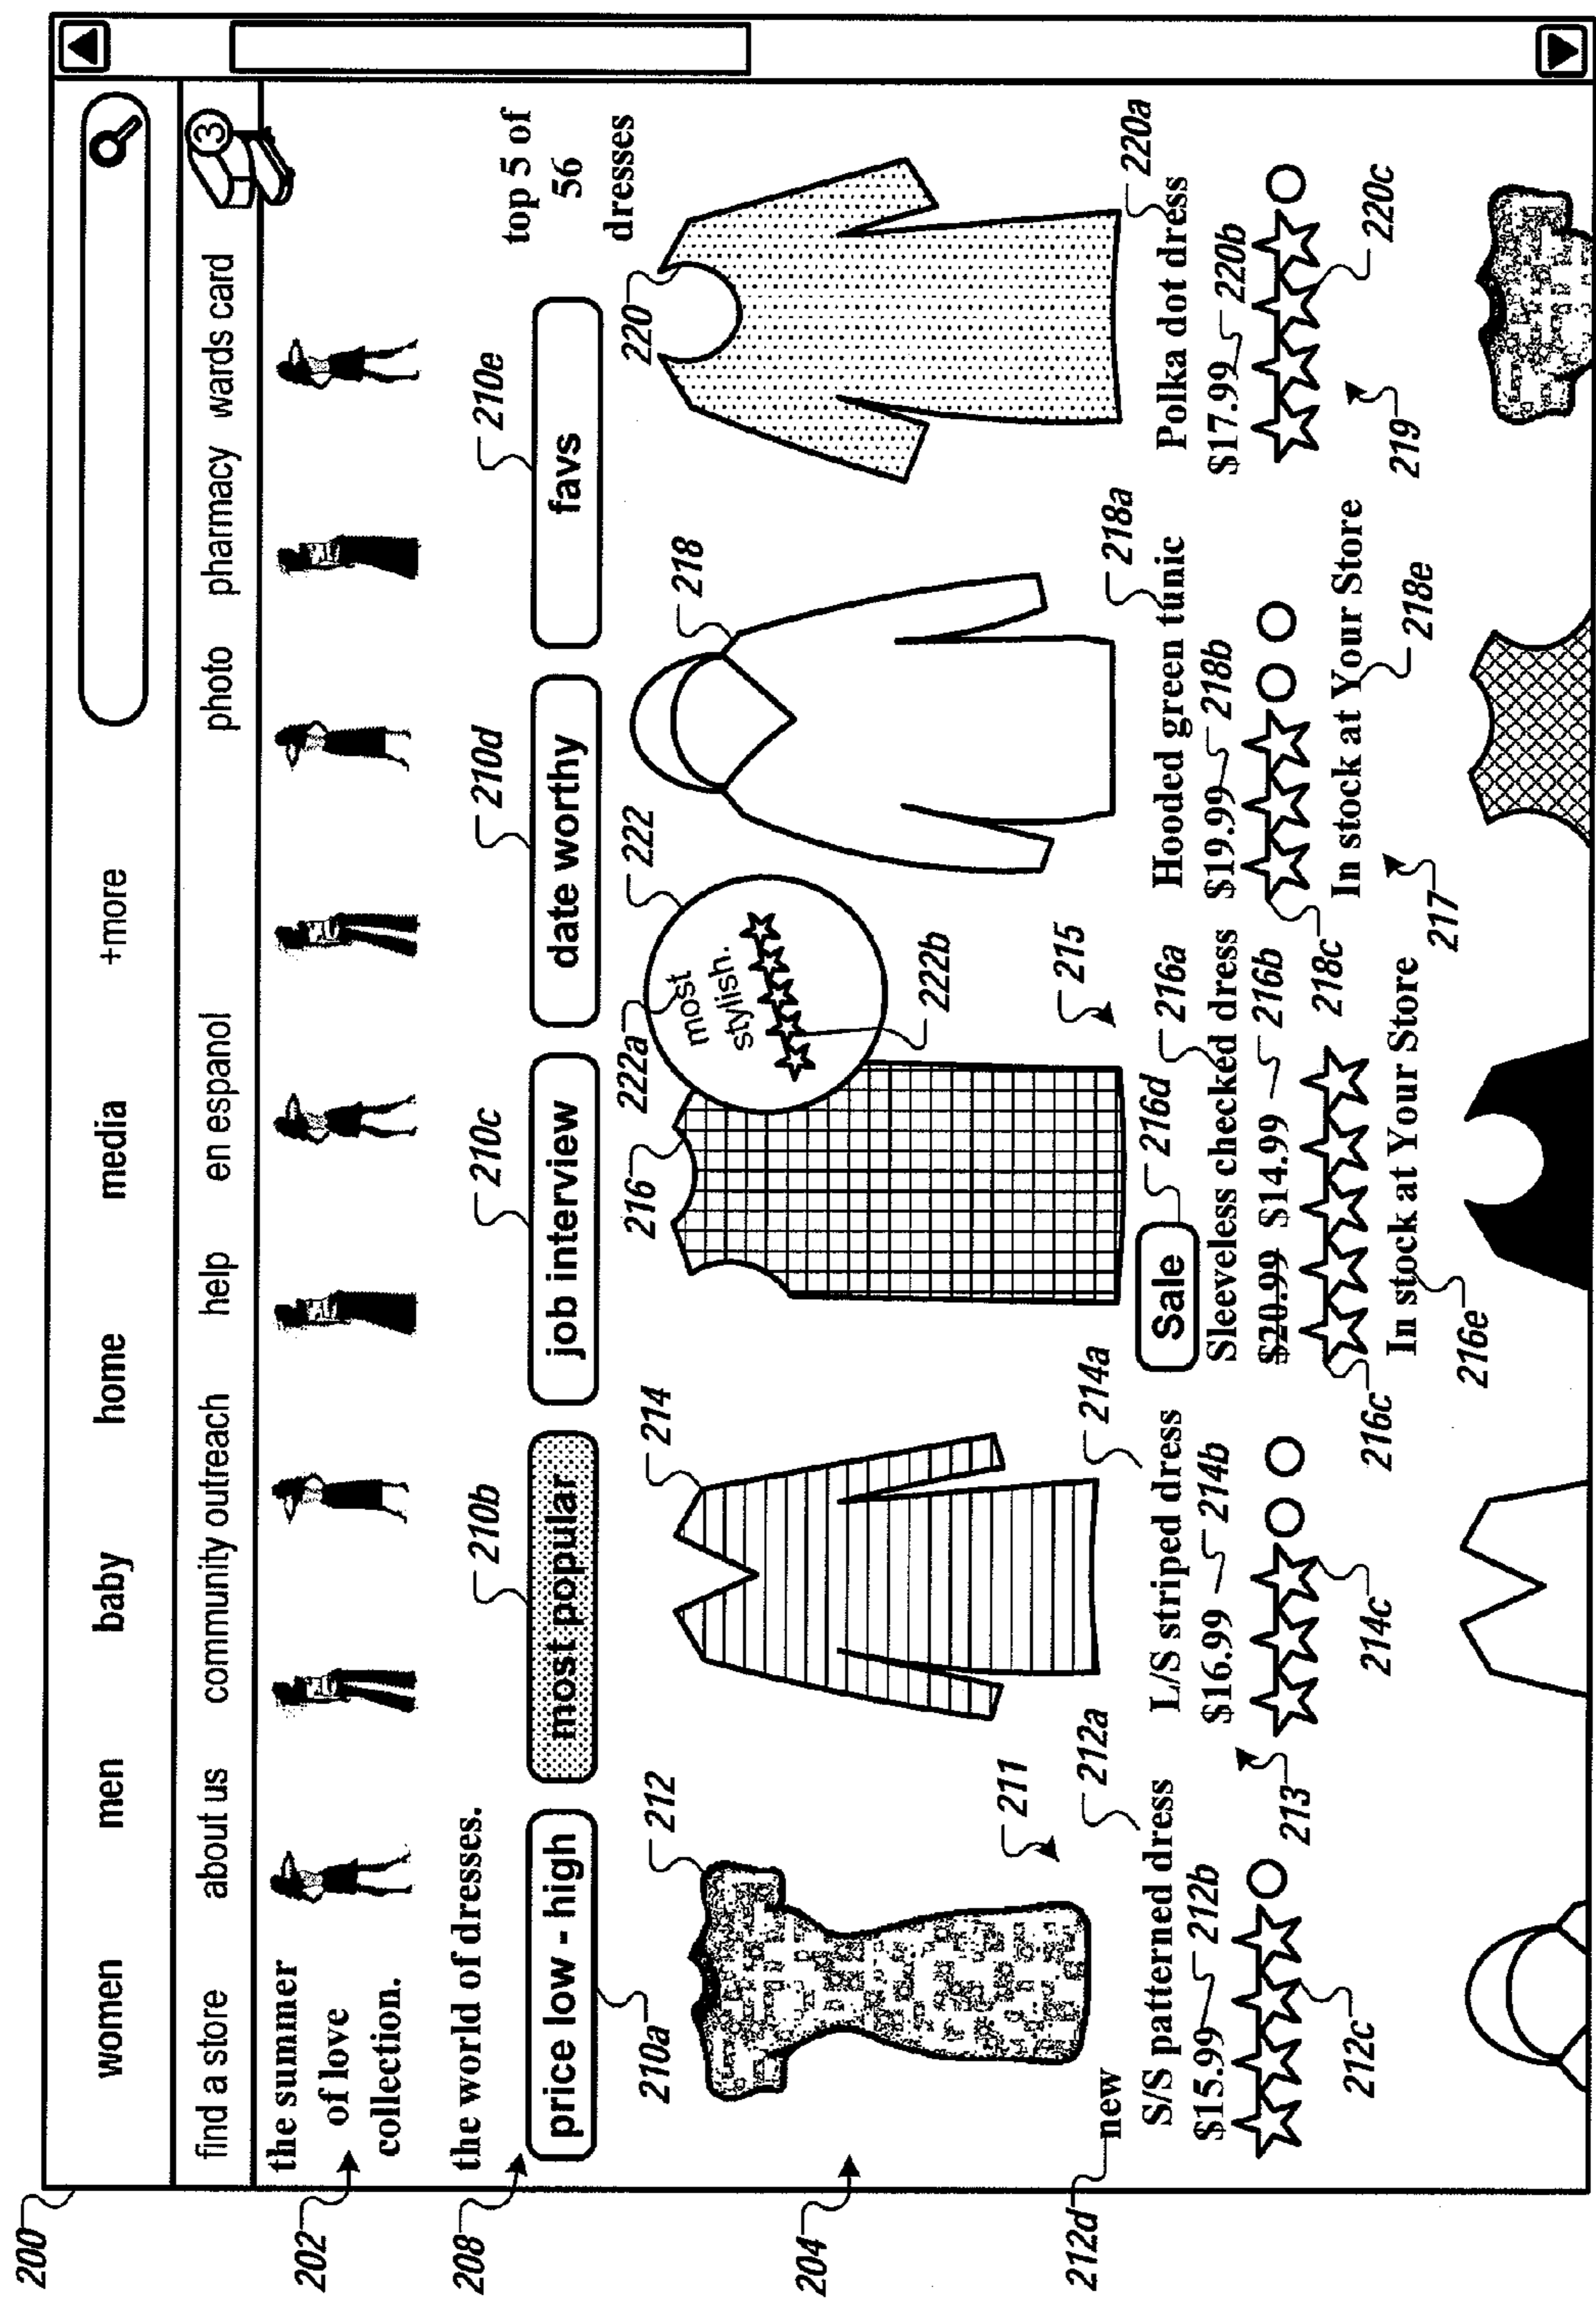 200
women men baby home media +more
find a store about us community outreach help en espanol photo pharmacy wards card 3
202
the summer
of love
collection.
208
the world of dresses.
210b 210c 210d 210e
top 5 of
56
dresses
price low - high most popular job interview date worthy favs
210a
212 214 216 222a 222 218 220
most
stylish.
222b
204
211 215
212d
new
212a 214a 216d 216a 218a 220a
Sale
S/S patterned dress L/S striped dress Sleeveless checked dress Hooded green tunic Polka dot dress
$15.99 212b $16.99 214b $20.99 $14.99 216b $19.99 218b $17.99 220b
212c 213 214c 216c 218c 220c
In stock at Your Store In stock at Your Store
216e 217 218e 219